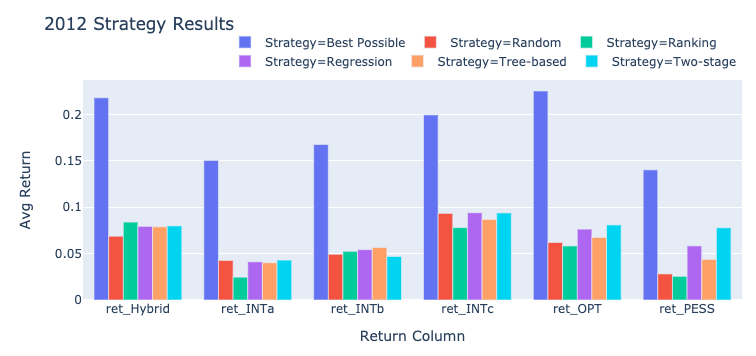 2012 Strategy Results
Strategy=Best Possible Strategy=Random Strategy=Ranking
Strategy=Regression Strategy=Tree-based Strategy=Two-stage
0.2
0.15
0.1
0.05
0
Avg Return
ret_Hybrid ret_INTa ret_INTb ret_INTc ret_OPT ret_PESS
Return Column